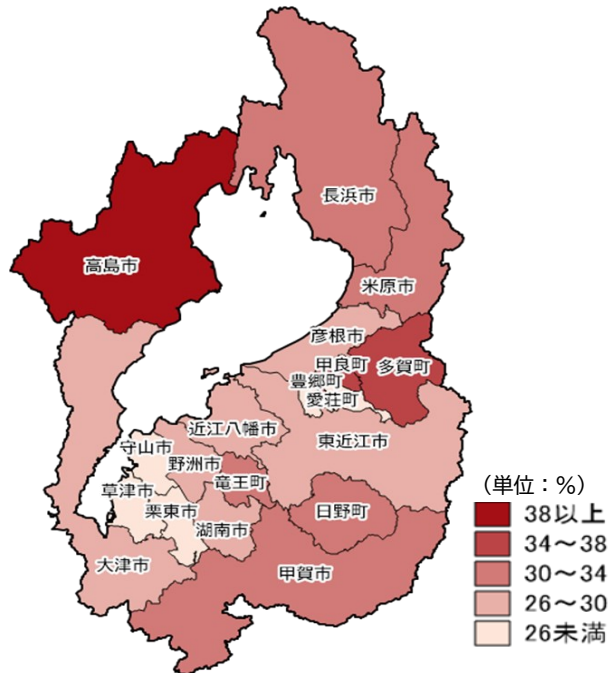 長浜市
高島市
米原市
彦根市
甲良町
多賀町
豊郷町
愛荘町
近江八幡市
東近江市
守山市
野洲市
竜王町
草津市
栗東市
湖南市
日野町
大津市
甲賀市
（単位：％）
38以上
34～38
30～34
26～30
26未満